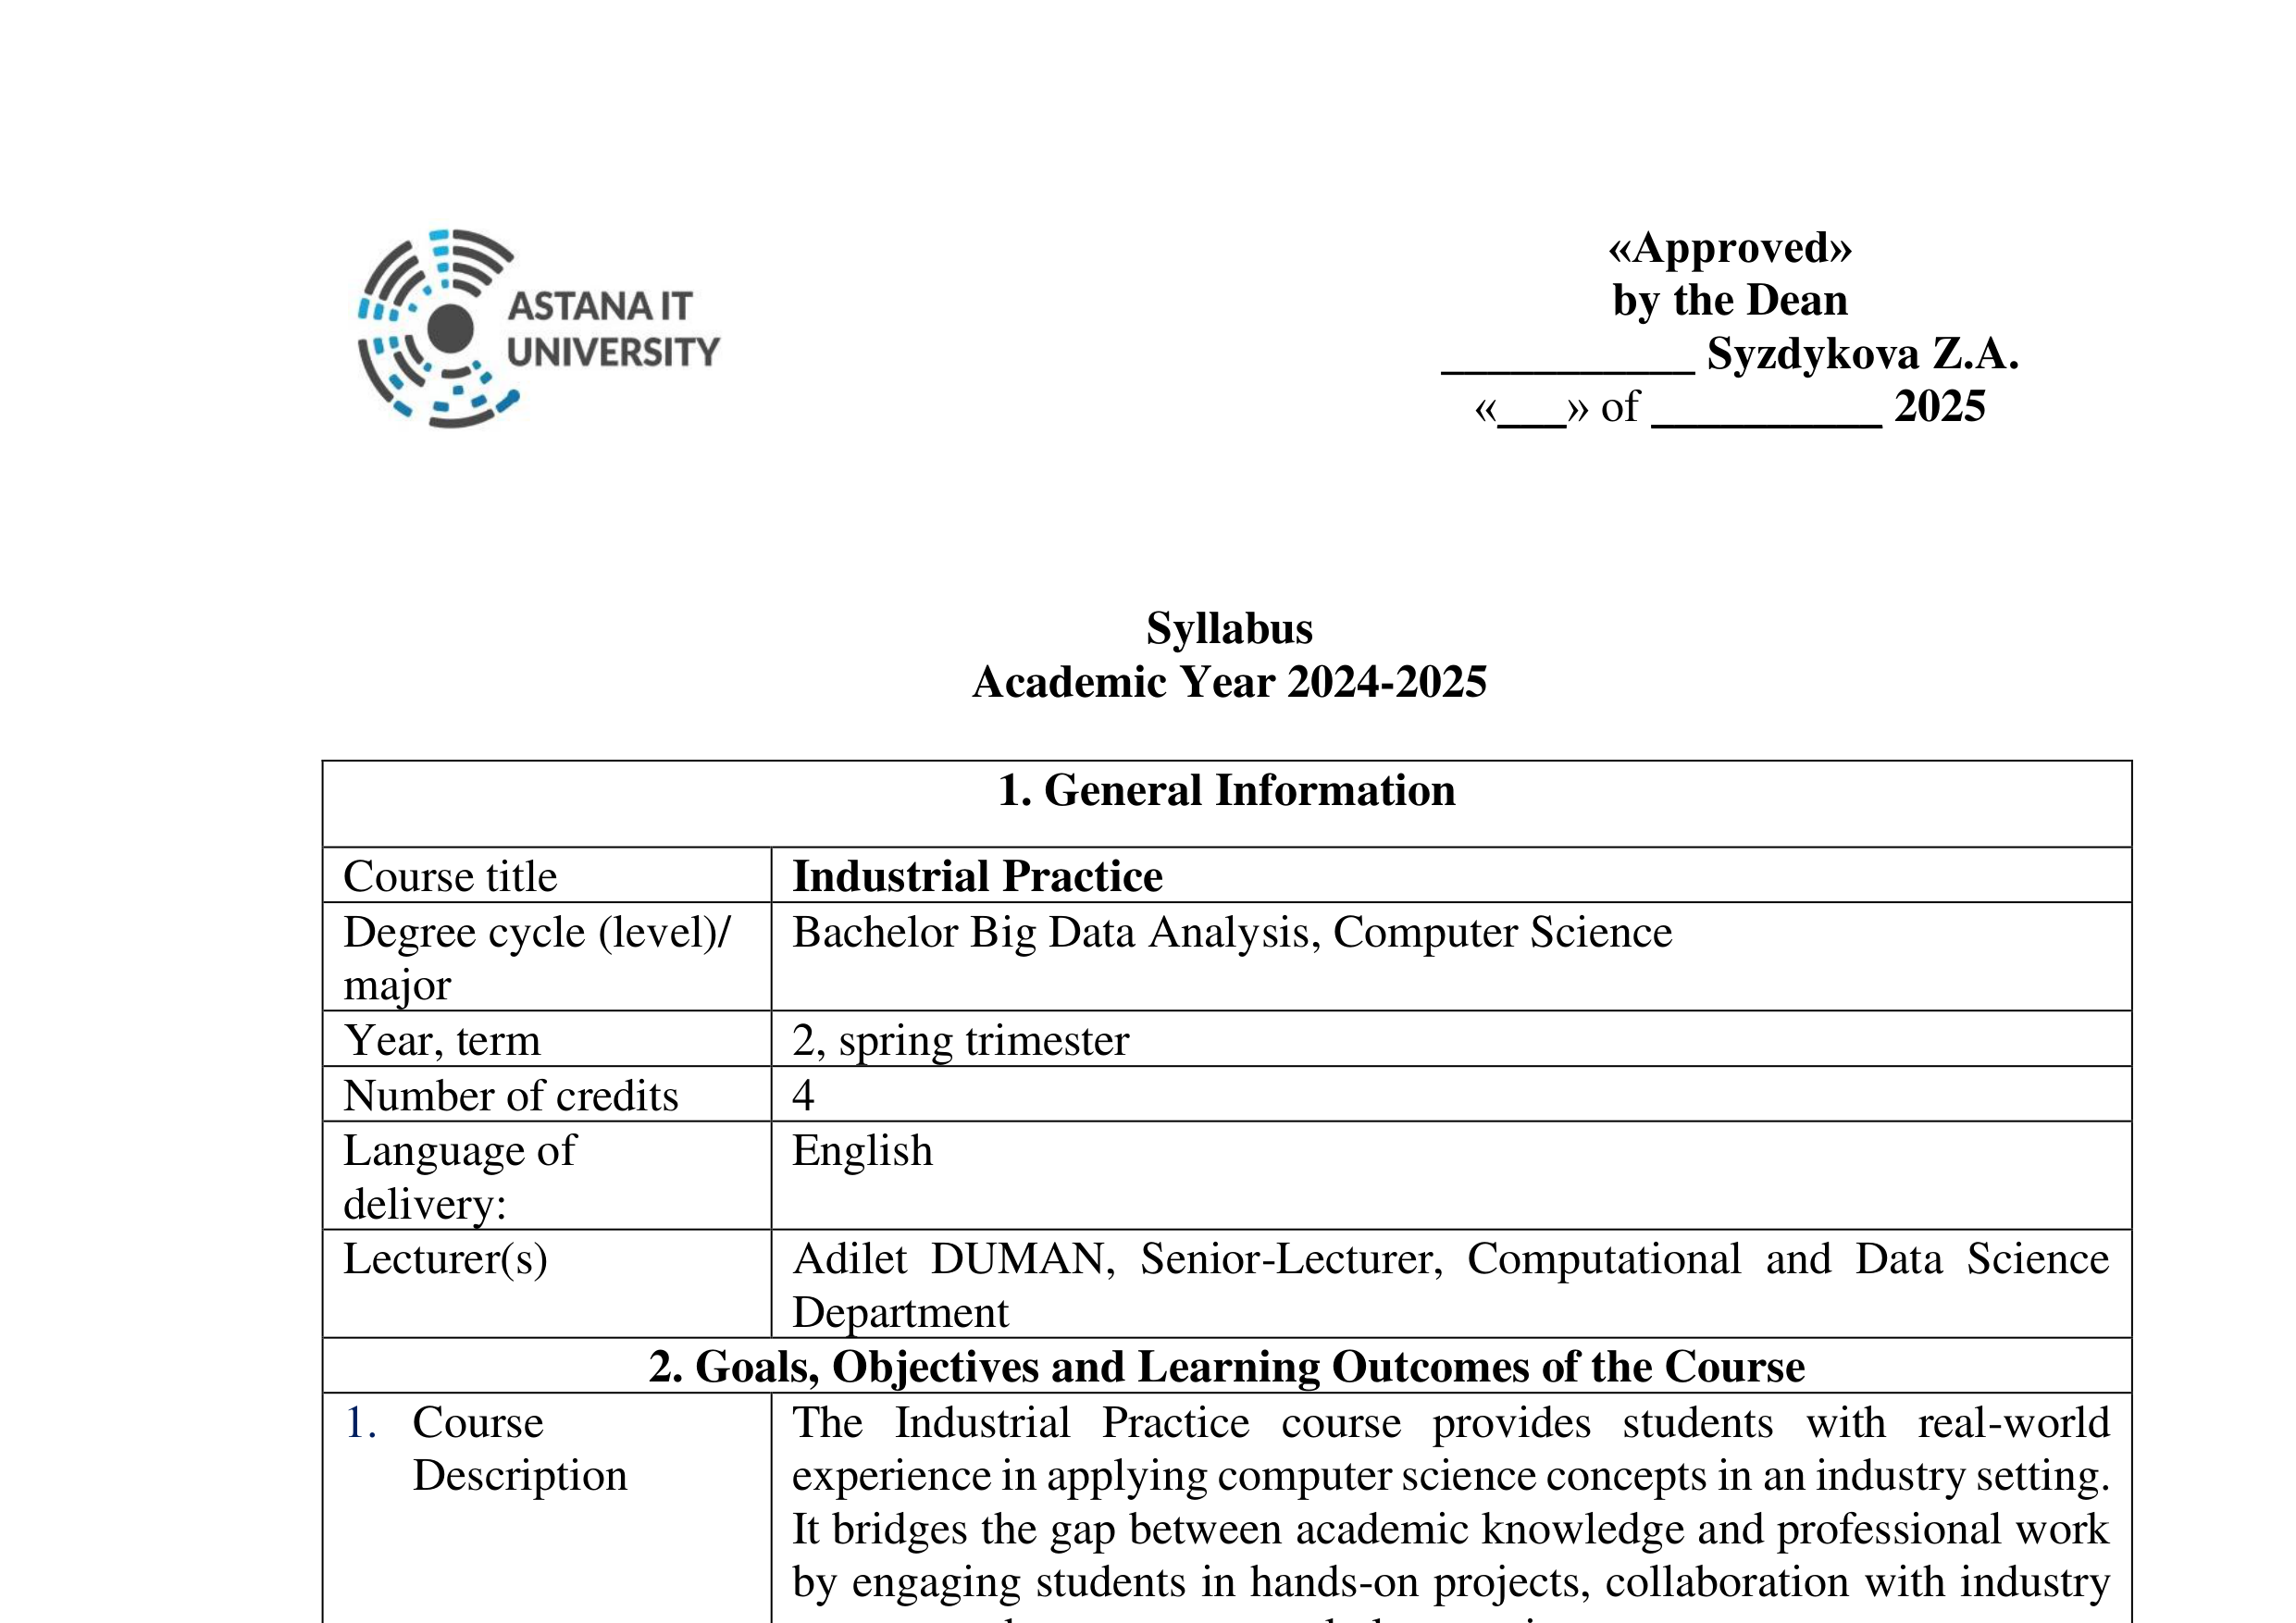 ASTANA IT
UNIVERSITY
«Approved»
by the Dean
___________ Syzdykova Z.A.
«___» of __________ 2025
Syllabus
Academic Year 2024-2025
1. General Information
Course title
Industrial Practice
Degree cycle (level)/
major
Bachelor Big Data Analysis, Computer Science
Year, term
2, spring trimester
Number of credits
4
Language of
delivery:
English
Lecturer(s)
Adilet DUMAN, Senior-Lecturer, Computational and Data Science
Department
2. Goals, Objectives and Learning Outcomes of the Course
1. Course
Description
The Industrial Practice course provides students with real-world
experience in applying computer science concepts in an industry setting.
It bridges the gap between academic knowledge and professional work
by engaging students in hands-on projects, collaboration with industry